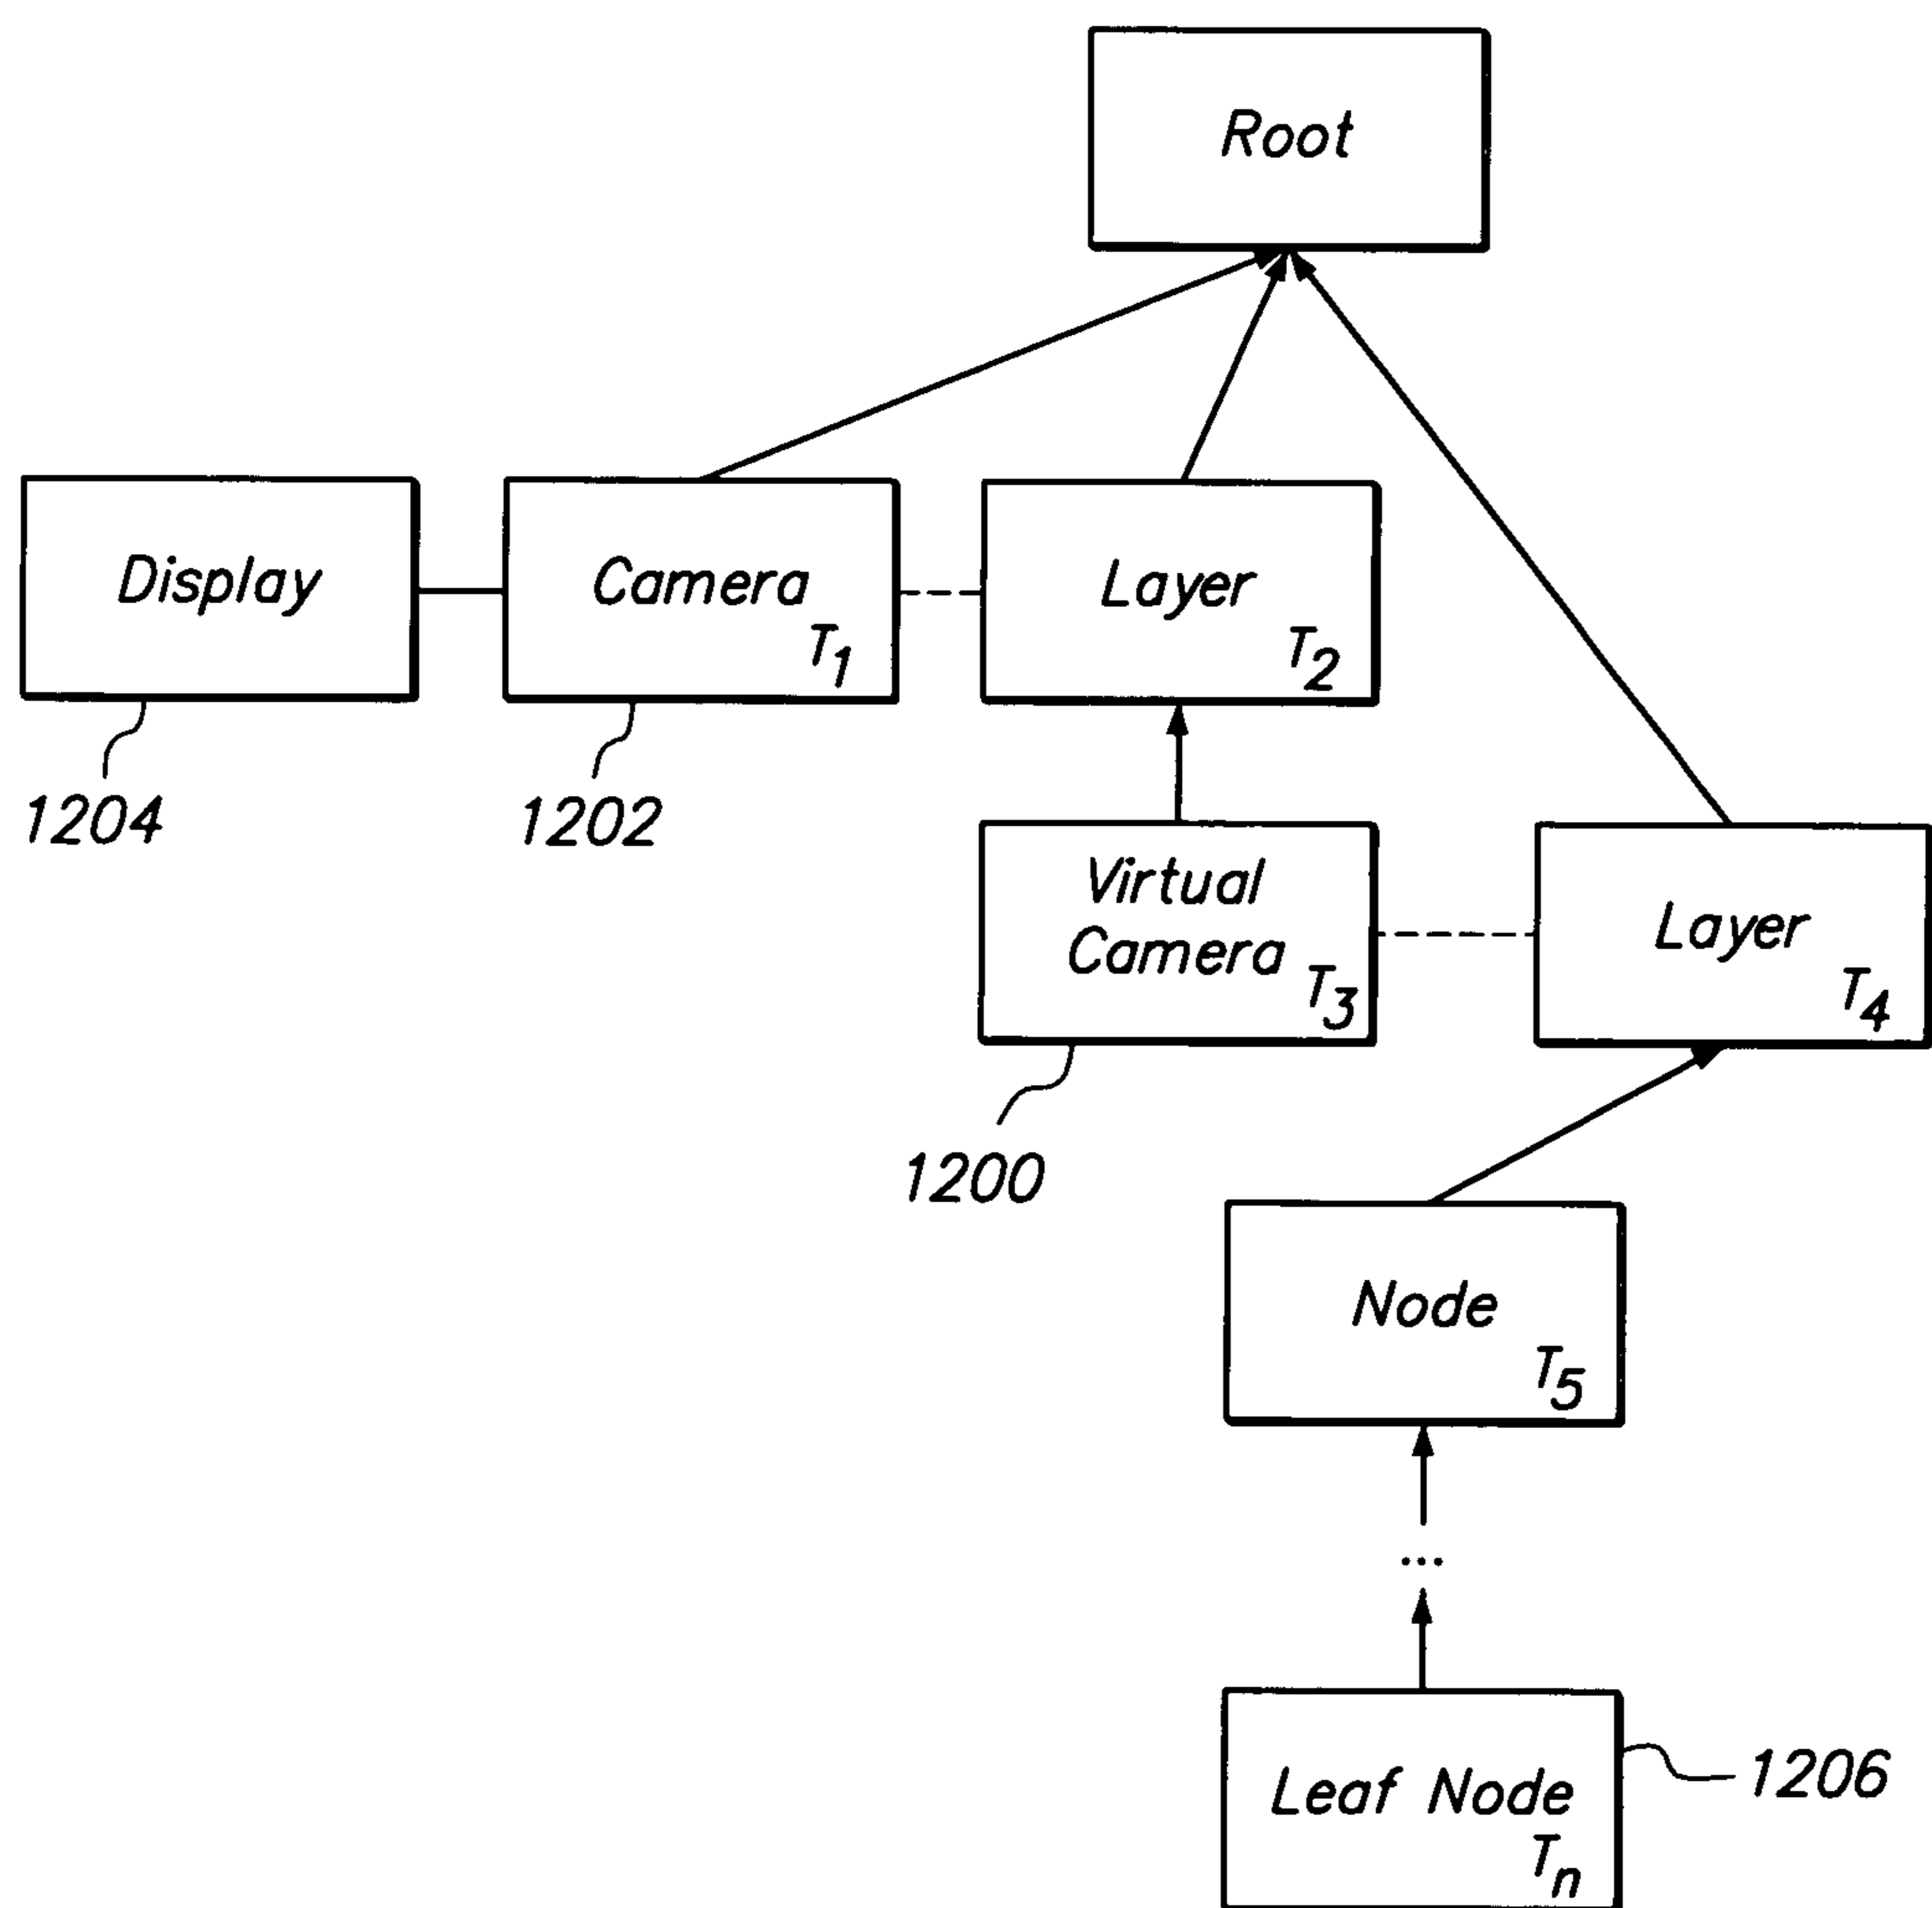 Root
Display
Camera
T1
Layer
T2
1204
1202
Virtual
Camera
T3
Layer
T4
1200
Node
T5
...
Leaf Node
Tn
1206